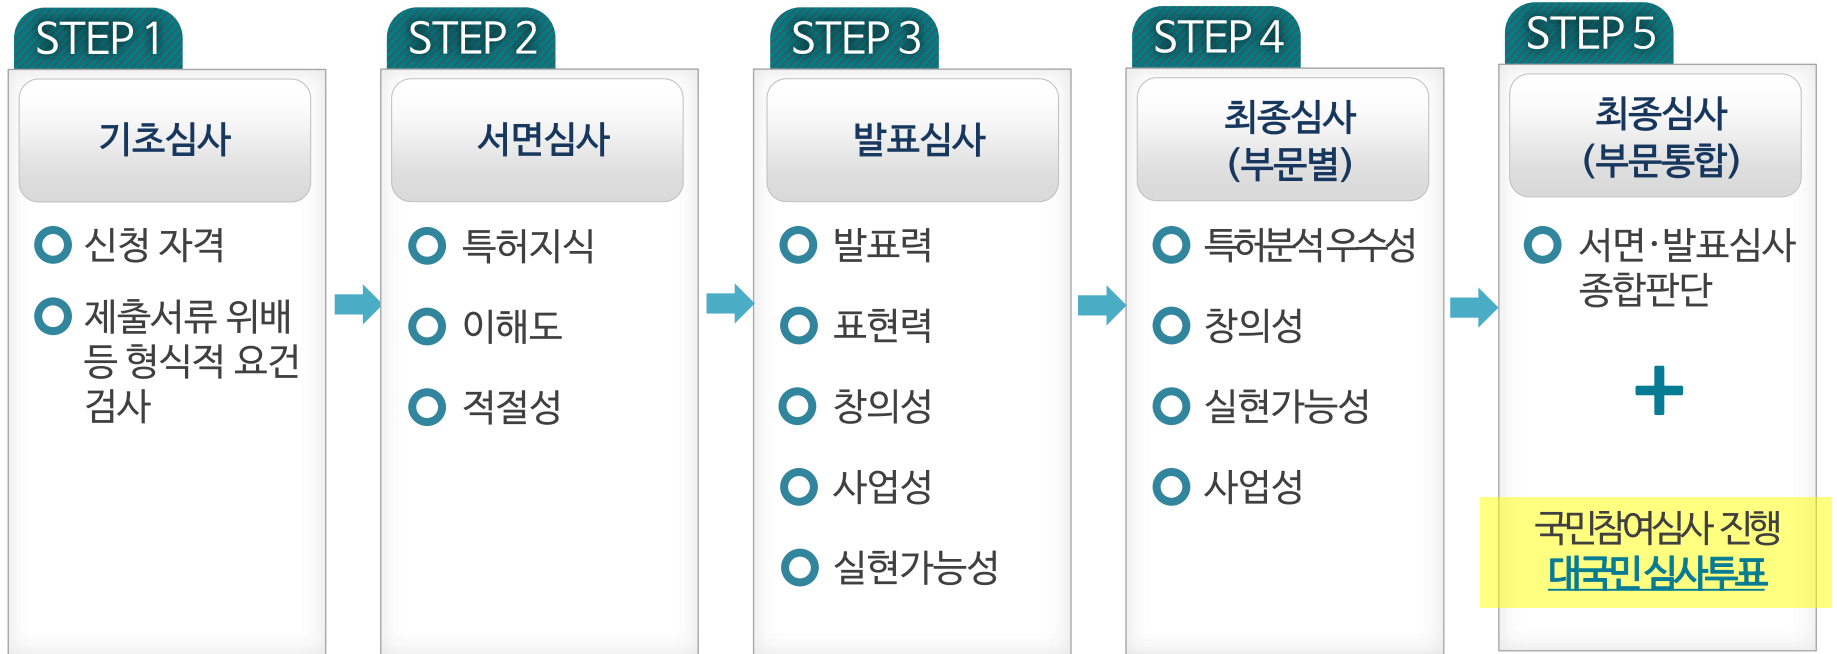 STEP 1
기초심사
신청 자격
제출서류 위배
등 형식적 요건
검사
STEP 2
서면심사
특허지식
이해도
적절성
STEP 3
발표심사
발표력
표현력
창의성
사업성
실현가능성
STEP 4
최종심사
(부문별)
특허분석 우수성
창의성
실현가능성
사업성
STEP 5
최종심사
(부문통합)
서면·발표심사
종합판단
+
국민참여심사 진행
대국민 심사투표